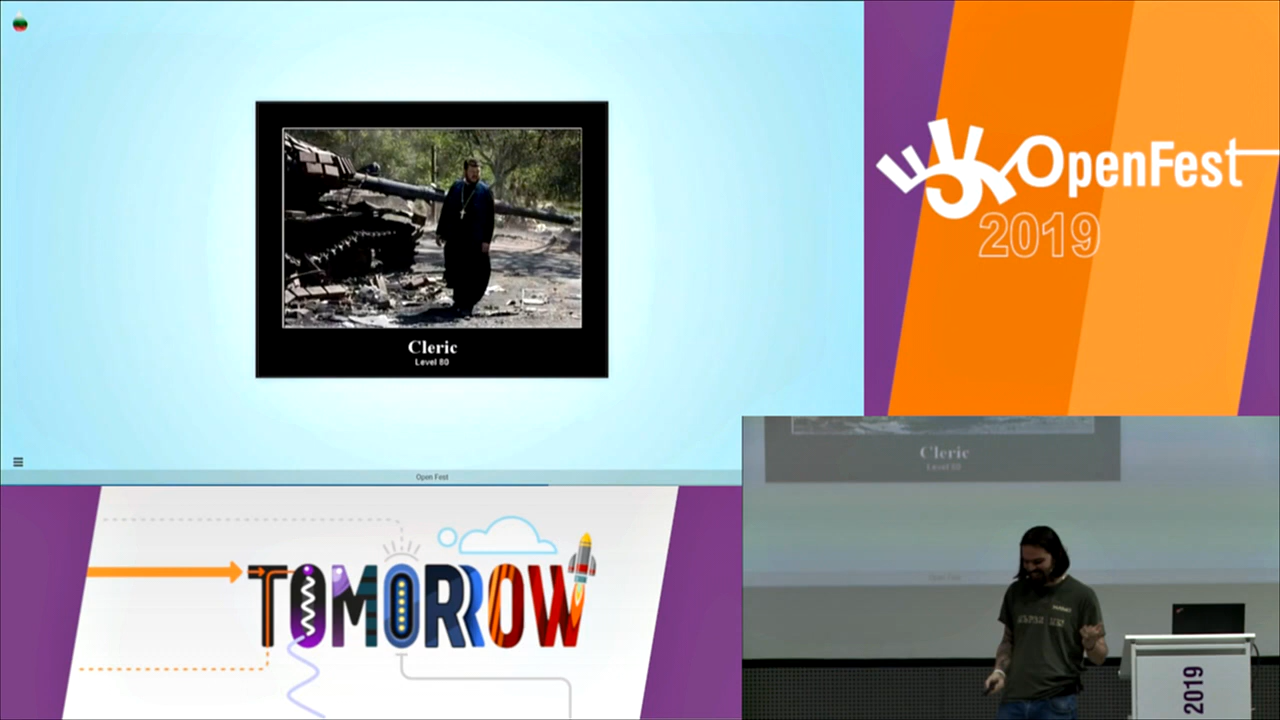 Cleric
Level 80
Open Fest
OpenFest
2019
TOMORROW
Cleric
Level 80
2019